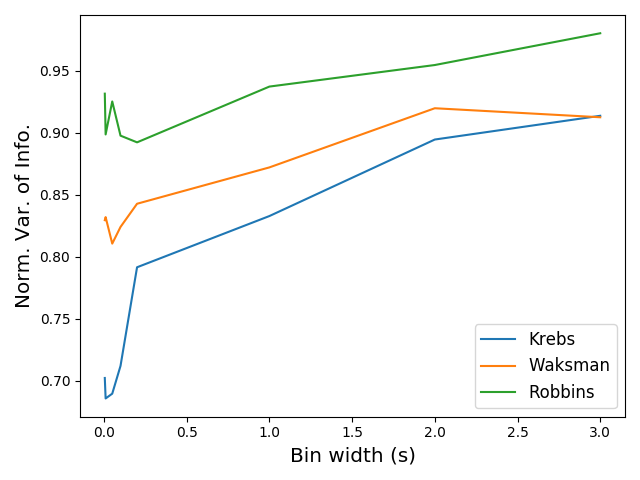 0.95
0.90
0.85
0.80
0.75
0.70
Norm. Var. of Info.
0.0 0.5 1.0 1.5 2.0 2.5 3.0
Bin width (s)
Krebs
Waksman
Robbins